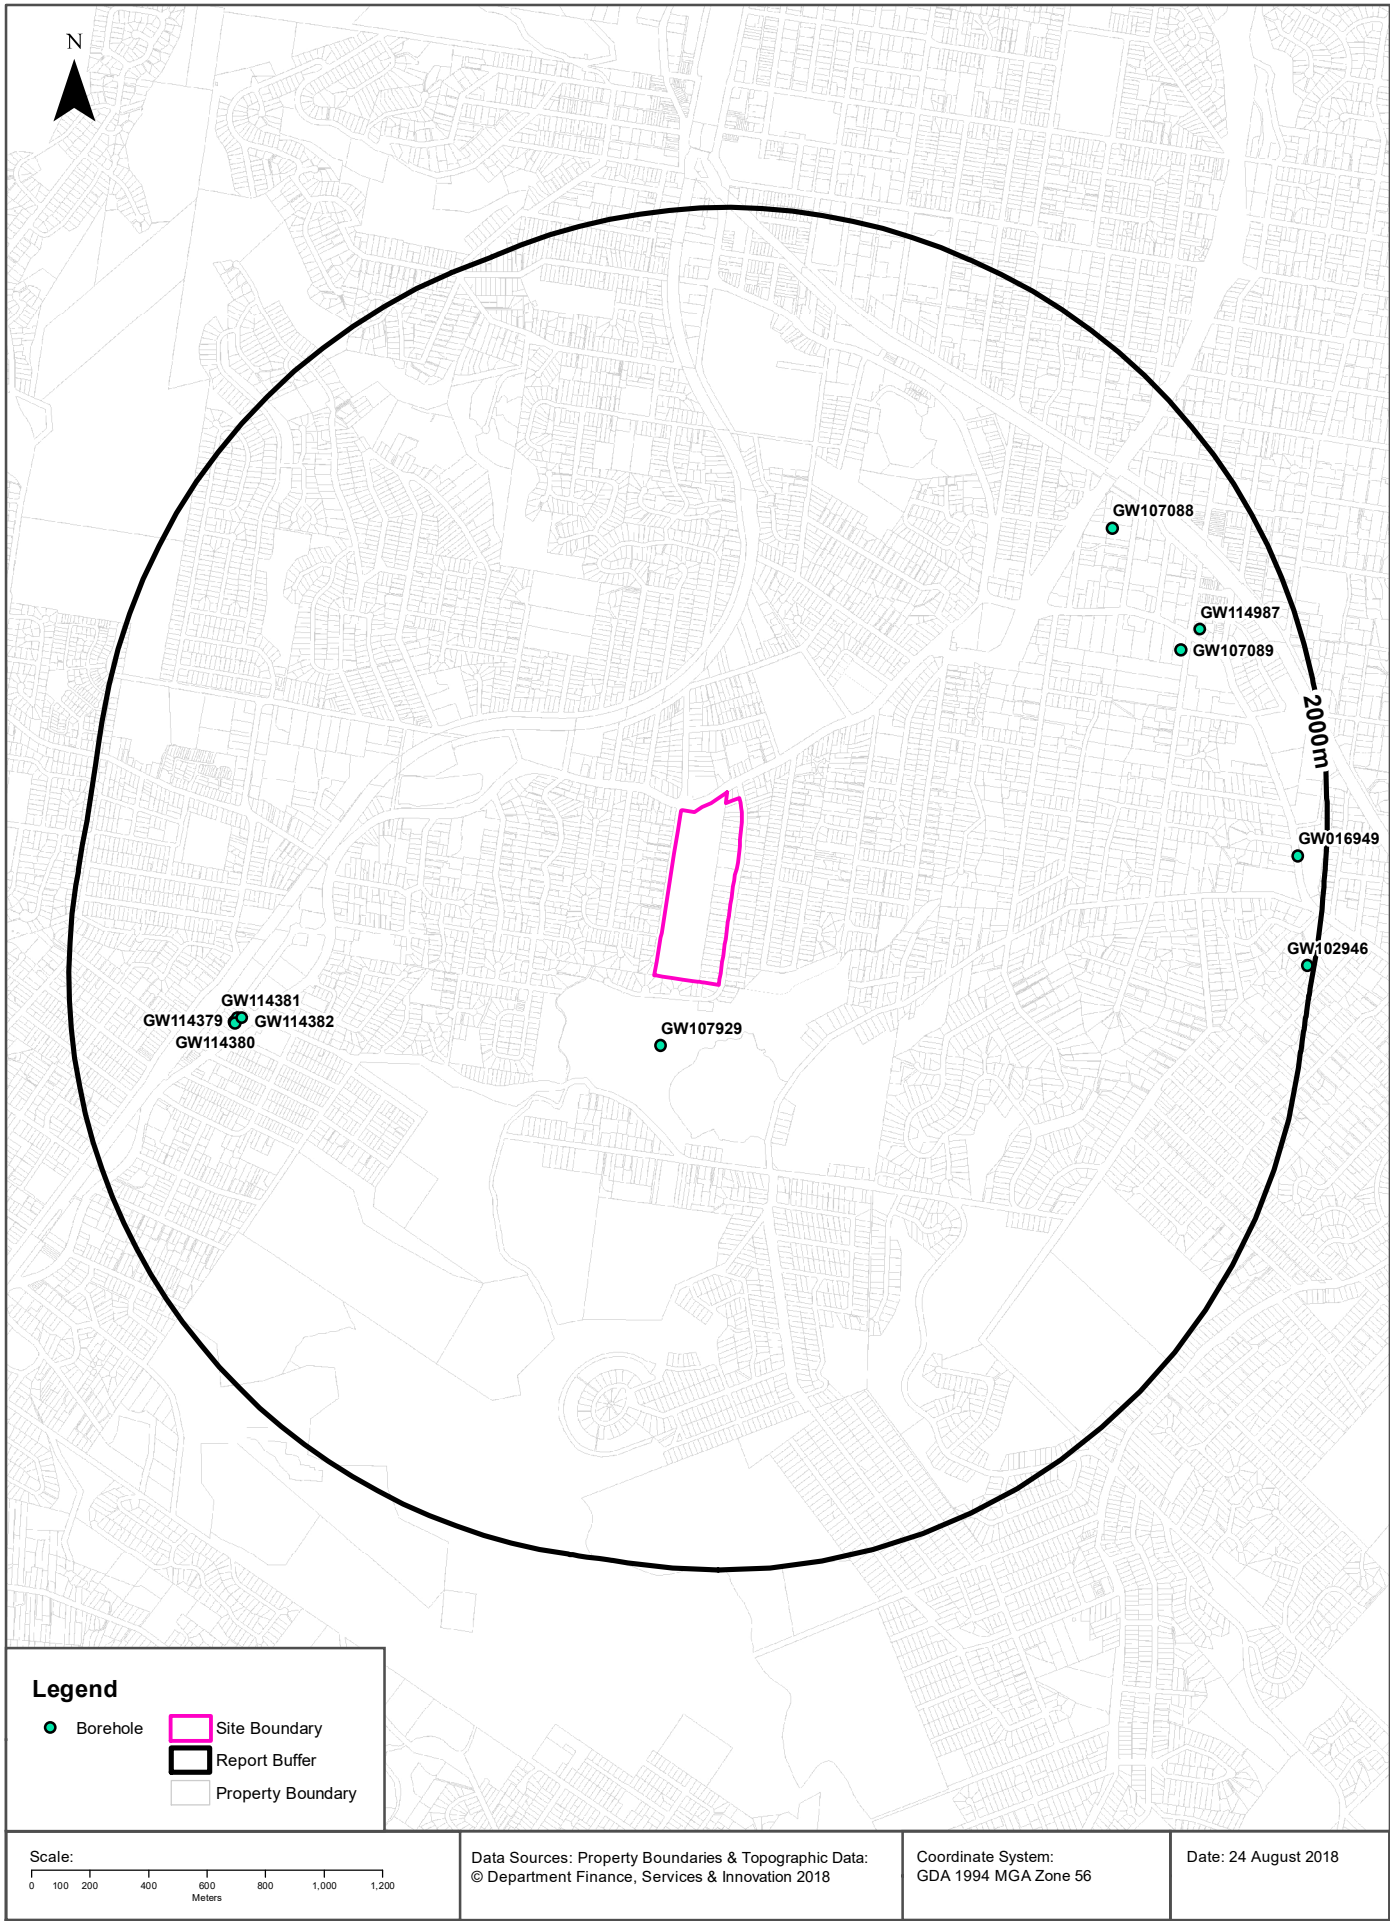 N
GW107088
GW114987
GW107089
2000m
GW016949
GW102946
GW114381
GW114379
GW114382
GW114380
GW107929
Legend
Borehole
Site Boundary
Report Buffer
Property Boundary
Scale:
0 100 200 400 600 800 1,000 1,200
Meters
Data Sources: Property Boundaries & Topographic Data:
© Department Finance, Services & Innovation 2018
Coordinate System:
GDA 1994 MGA Zone 56
Date: 24 August 2018